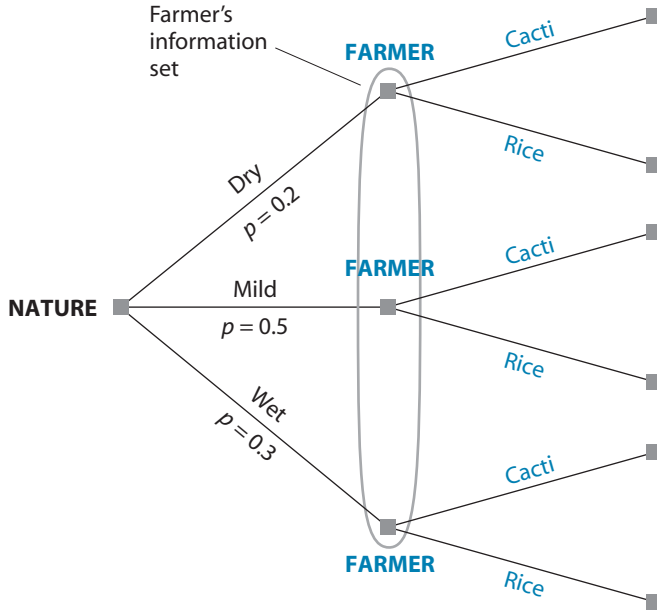 Farmer's
information
set
FARMER
Cacti
Rice
Dry
p = 0.2
FARMER
Cacti
NATURE
Mild
p = 0.5
Rice
Wet
p = 0.3
Cacti
FARMER
Rice